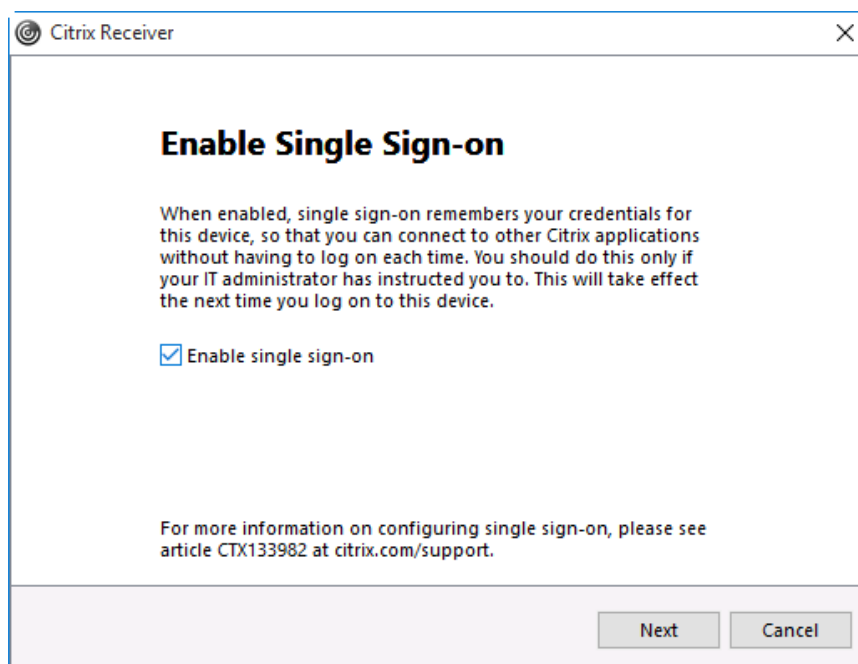 Citrix Receiver
Enable Single Sign-on
When enabled, single sign-on remembers your credentials for
this device, so that you can connect to other Citrix applications
without having to log on each time. You should do this only if
your IT administrator has instructed you to. This will take effect
the next time you log on to this device.
Enable single sign-on
For more information on configuring single sign-on, please see
article CTX133982 at citrix.com/support.
Next
Cancel